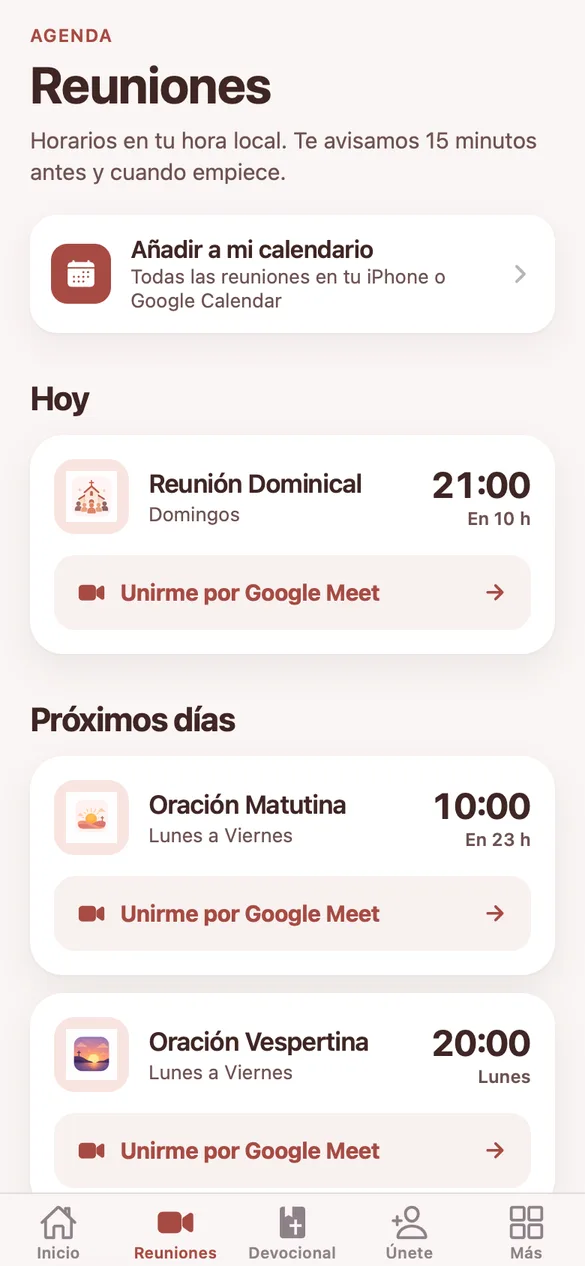 AGENDA
Reuniones
Horarios en tu hora local. Te avisamos 15 minutos
antes y cuando empiece.
Añadir a mi calendario
Todas las reuniones en tu iPhone o
Google Calendar
Hoy
Reunión Dominical
Domingos
21:00
En 10 h
Unirme por Google Meet
Próximos días
Oración Matutina
Lunes a Viernes
10:00
En 23 h
Unirme por Google Meet
Oración Vespertina
Lunes a Viernes
20:00
Lunes
Unirme por Google Meet
Inicio
Reuniones
Devocional
Únete
Más